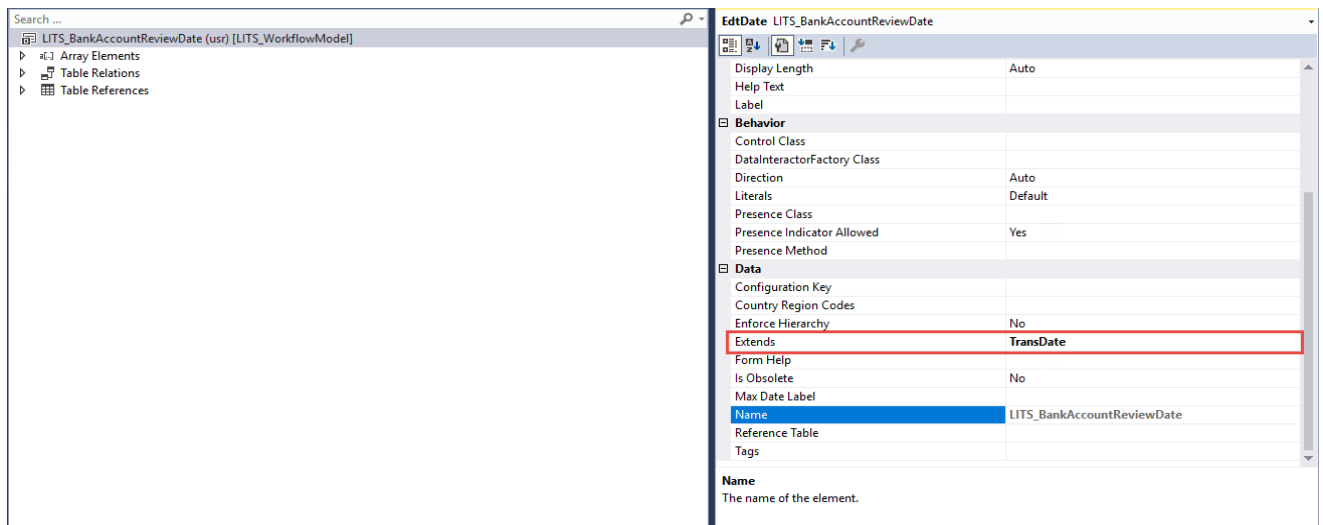 Search ...
LITS_BankAccountReviewDate (usr) [LITS_WorkflowModel]
Array Elements
Table Relations
Table References
EdtDate LITS_BankAccountReviewDate
Display Length Auto
Help Text
Label
Behavior
Control Class
DataInteractorFactory Class
Direction Auto
Literals Default
Presence Class
Presence Indicator Allowed Yes
Presence Method
Data
Configuration Key
Country Region Codes
Enforce Hierarchy No
Extends TransDate
Form Help
Is Obsolete No
Max Date Label
Name LITS_BankAccountReviewDate
Reference Table
Tags
Name
The name of the element.